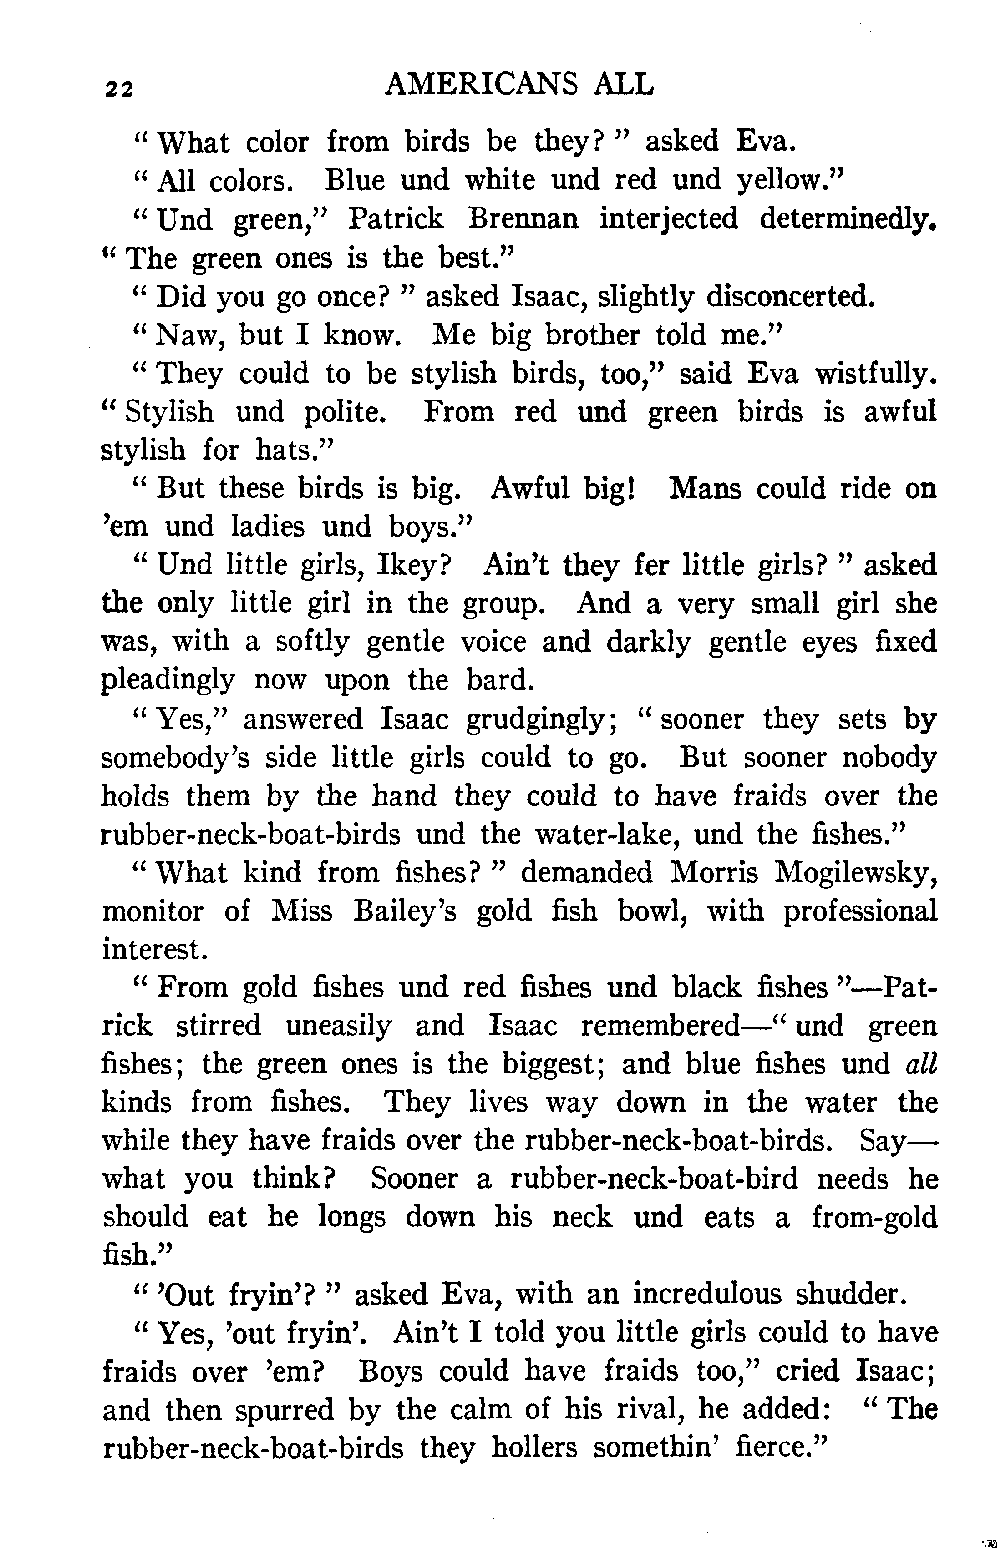 22 AMERICANS ALL
“ What color from birds be they? ” asked Eva.
“ All colors. Blue und white und red und yellow.”
“ Und green,” Patrick Brennan interjected determinedly.
“ The green ones is the best.”
“ Did you go once? ” asked Isaac, slightly disconcerted.
“ Naw, but I know. Me big brother told me.”
“ They could to be stylish birds, too,” said Eva wistfully.
“ Stylish und polite. From red und green birds is awful
stylish for hats.”
“ But these birds is big. Awful big! Mans could ride on
’em und ladies und boys.”
“ Und little girls, Ikey? Ain’t they fer little girls? ” asked
the only little girl in the group. And a very small girl she
was, with a softly gentle voice and darkly gentle eyes fixed
pleadingly now upon the bard.
“ Yes,” answered Isaac grudgingly; “ sooner they sets by
somebody’s side little girls could to go. But sooner nobody
holds them by the hand they could to have fraids over the
rubber-neck-boat-birds und the water-lake, und the fishes.”
“ What kind from fishes? ” demanded Morris Mogilewsky,
monitor of Miss Bailey’s gold fish bowl, with professional
interest.
“ From gold fishes und red fishes und black fishes ”—Pat-
rick stirred uneasily and Isaac remembered—“ und green
fishes; the green ones is the biggest; and blue fishes und all
kinds from fishes. They lives way down in the water the
while they have fraids over the rubber-neck-boat-birds. Say—
what you think? Sooner a rubber-neck-boat-bird needs he
should eat he longs down his neck und eats a from-gold
fish.”
“ ’Out fryin’? ” asked Eva, with an incredulous shudder.
“ Yes, ’out fryin’. Ain’t I told you little girls could to have
fraids over ’em? Boys could have fraids too,” cried Isaac;
and then spurred by the calm of his rival, he added: “ The
rubber-neck-boat-birds they hollers somethin’ fierce.”